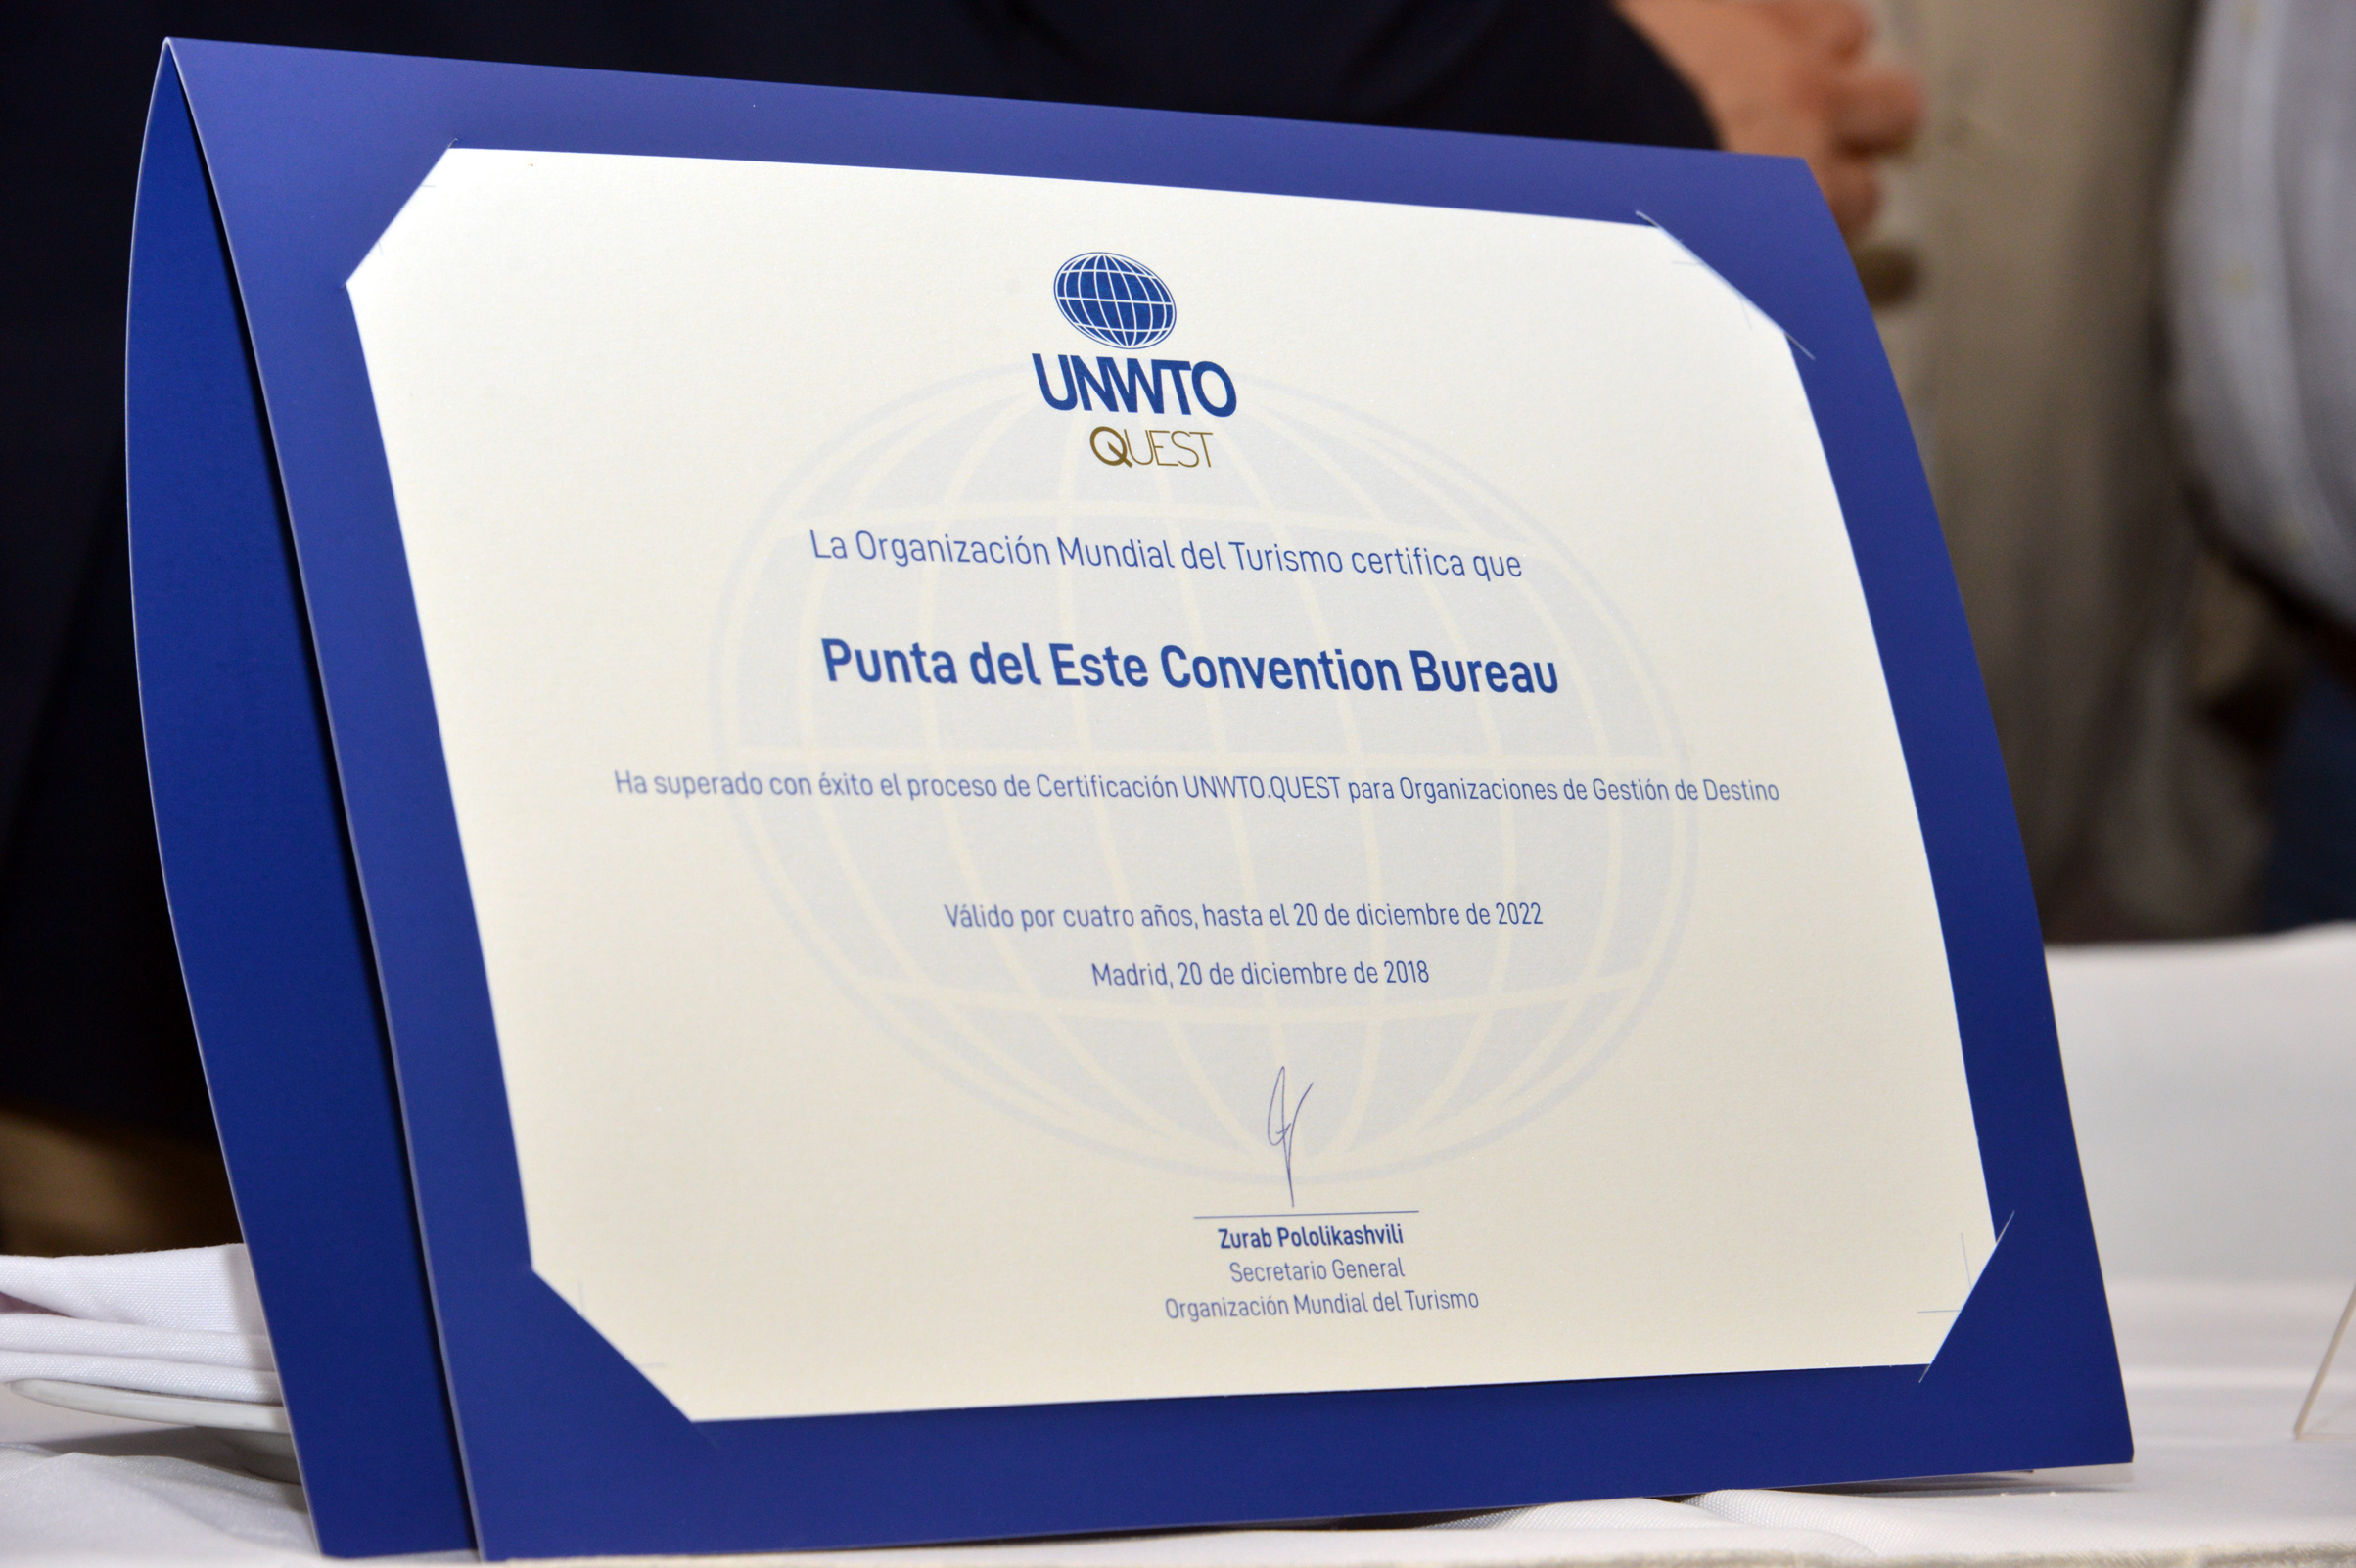 UNWTO
QUEST
La Organización Mundial del Turismo certifica que
Punta del Este Convention Bureau
Ha superado con éxito el proceso de Certificación UNWTO.QUEST para Organizaciones de Gestión de Destino
Válido por cuatro años, hasta el 20 de diciembre de 2022
Madrid, 20 de diciembre de 2018
Zurab Pololikashvili
Secretario General
Organización Mundial del Turismo